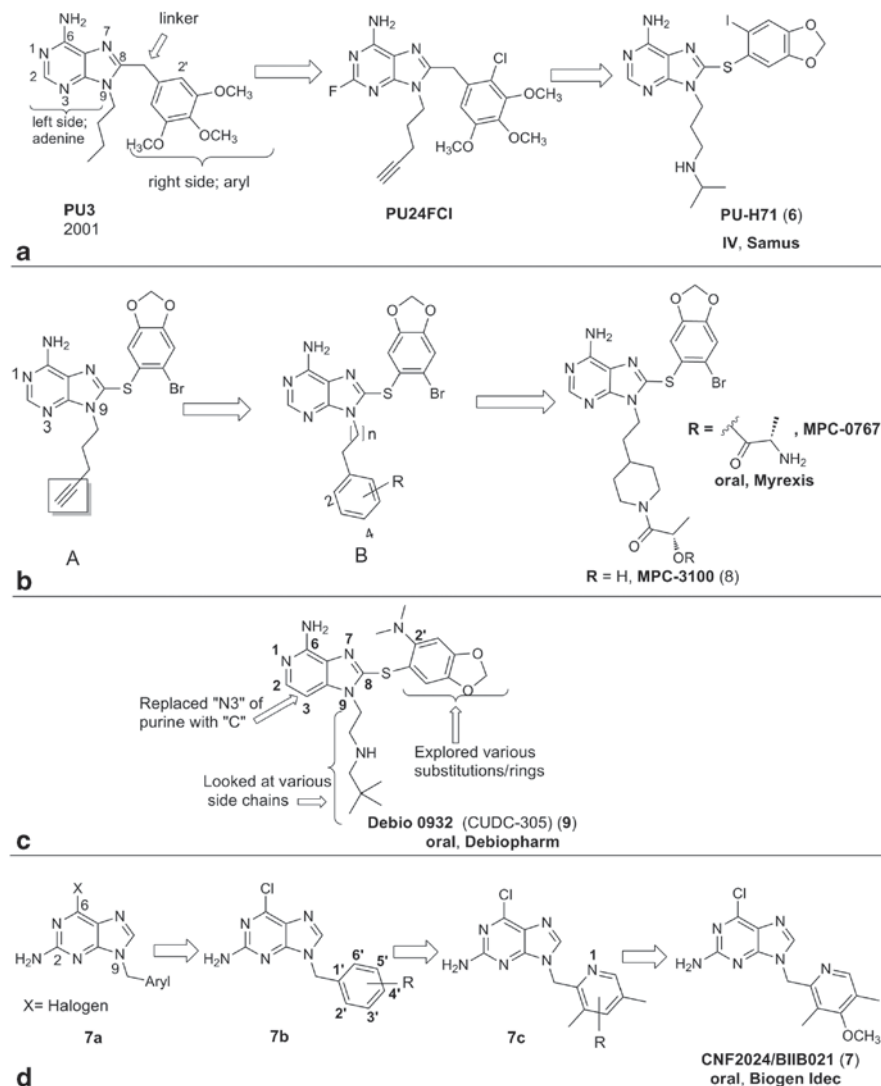 NH2
N
1
6
7
N
8
linker
2
N
3
N
9
2'
OCH3
left side;
adenine
H3CO
OCH3
right side; aryl
PU3
2001
NH2
N
N
Cl
F
N
N
OCH3
H3CO
OCH3
PU24FCl
NH2
I
O
N
N
S
O
N
N
HN
PU-H71 (6)
IV, Samus
a
O
O
NH2
1 N
N
S
Br
N
3
N
9
A
O
O
NH2
N
N
S
Br
N
N
n
2
R
4
B
O
O
NH2
N
N
S
Br
N
N
R = , MPC-0767
O
NH2
oral, Myrexis
N
O
OR
R = H, MPC-3100 (8)
b
NH2
N
2'
1
6
7
N
N
O
2
8
S
O
3
N
9
Replaced "N3" of
purine with "C"
NH
Explored various
substitutions/rings
Looked at various
side chains
Debio 0932 (CUDC-305) (9)
oral, Debiopharm
c
X
6
N
N
H2N
2
N
N
9
Aryl
X= Halogen
7a
Cl
N
N
H2N
N
N
6'
1'
5'
R
4'
2'
3'
7b
Cl
N
N
1
H2N
N
N
N
R
7c
Cl
N
N
H2N
N
N
N
OCH3
CNF2024/BIIB021 (7)
oral, Biogen Idec
d